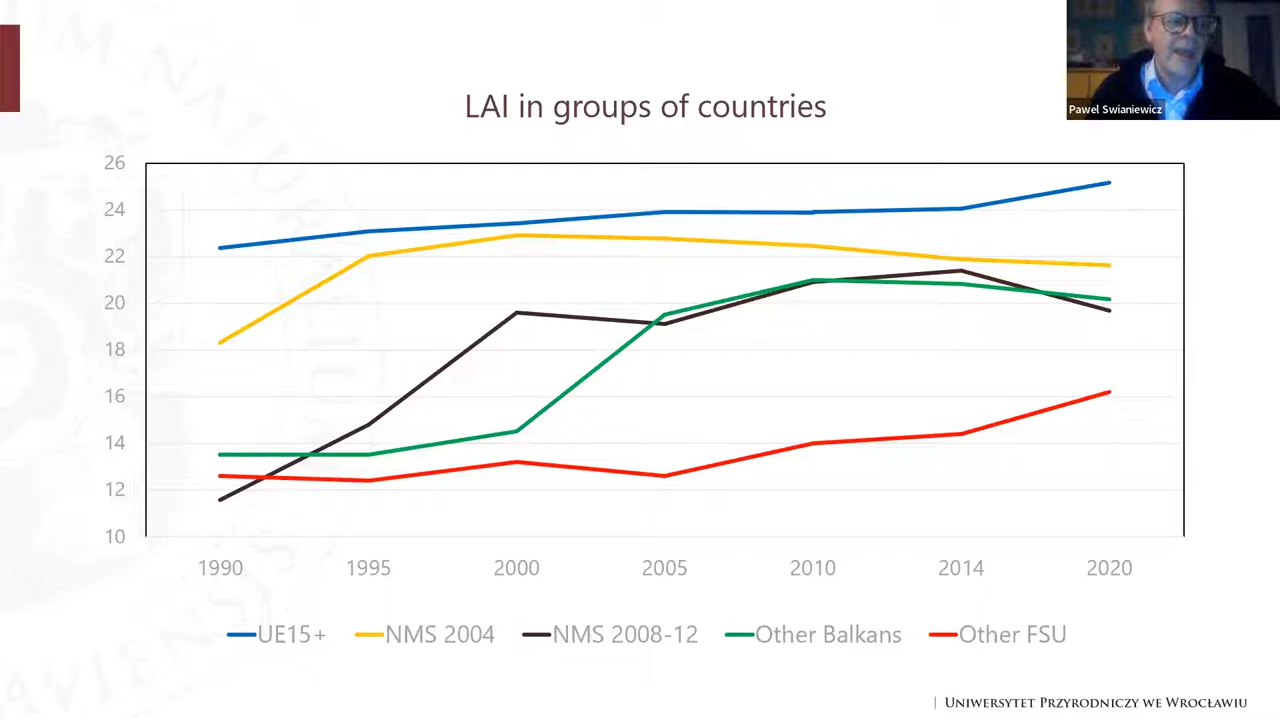 Pawel Swianiewicz
LAI in groups of countries
26
24
22
20
18
16
14
12
10
1990 1995 2000 2005 2010 2014 2020
UE15+ NMS 2004 NMS 2008-12 Other Balkans Other FSU
UNIWERSYTET PRZYRODNICZY WE WROCŁAWIU